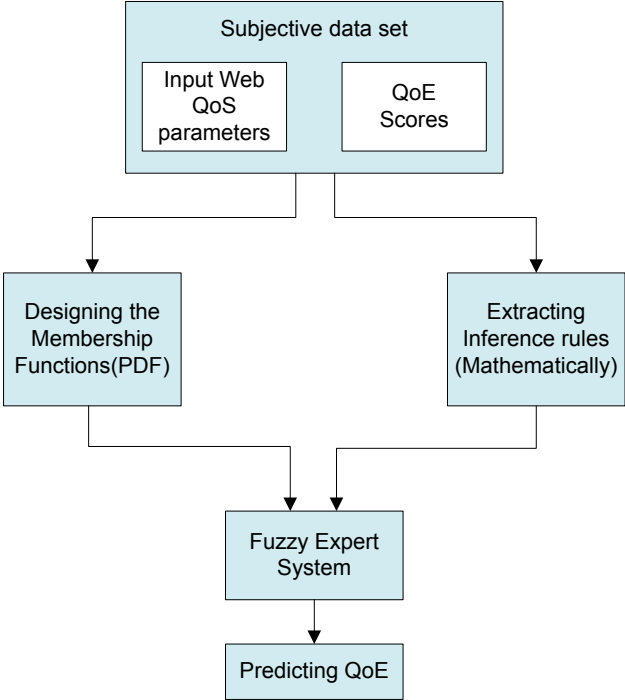 Subjective data set
Input Web
QoS
parameters
QoE
Scores
Designing the
Membership
Functions(PDF)
Extracting
Inference rules
(Mathematically)
Fuzzy Expert
System
Predicting QoE